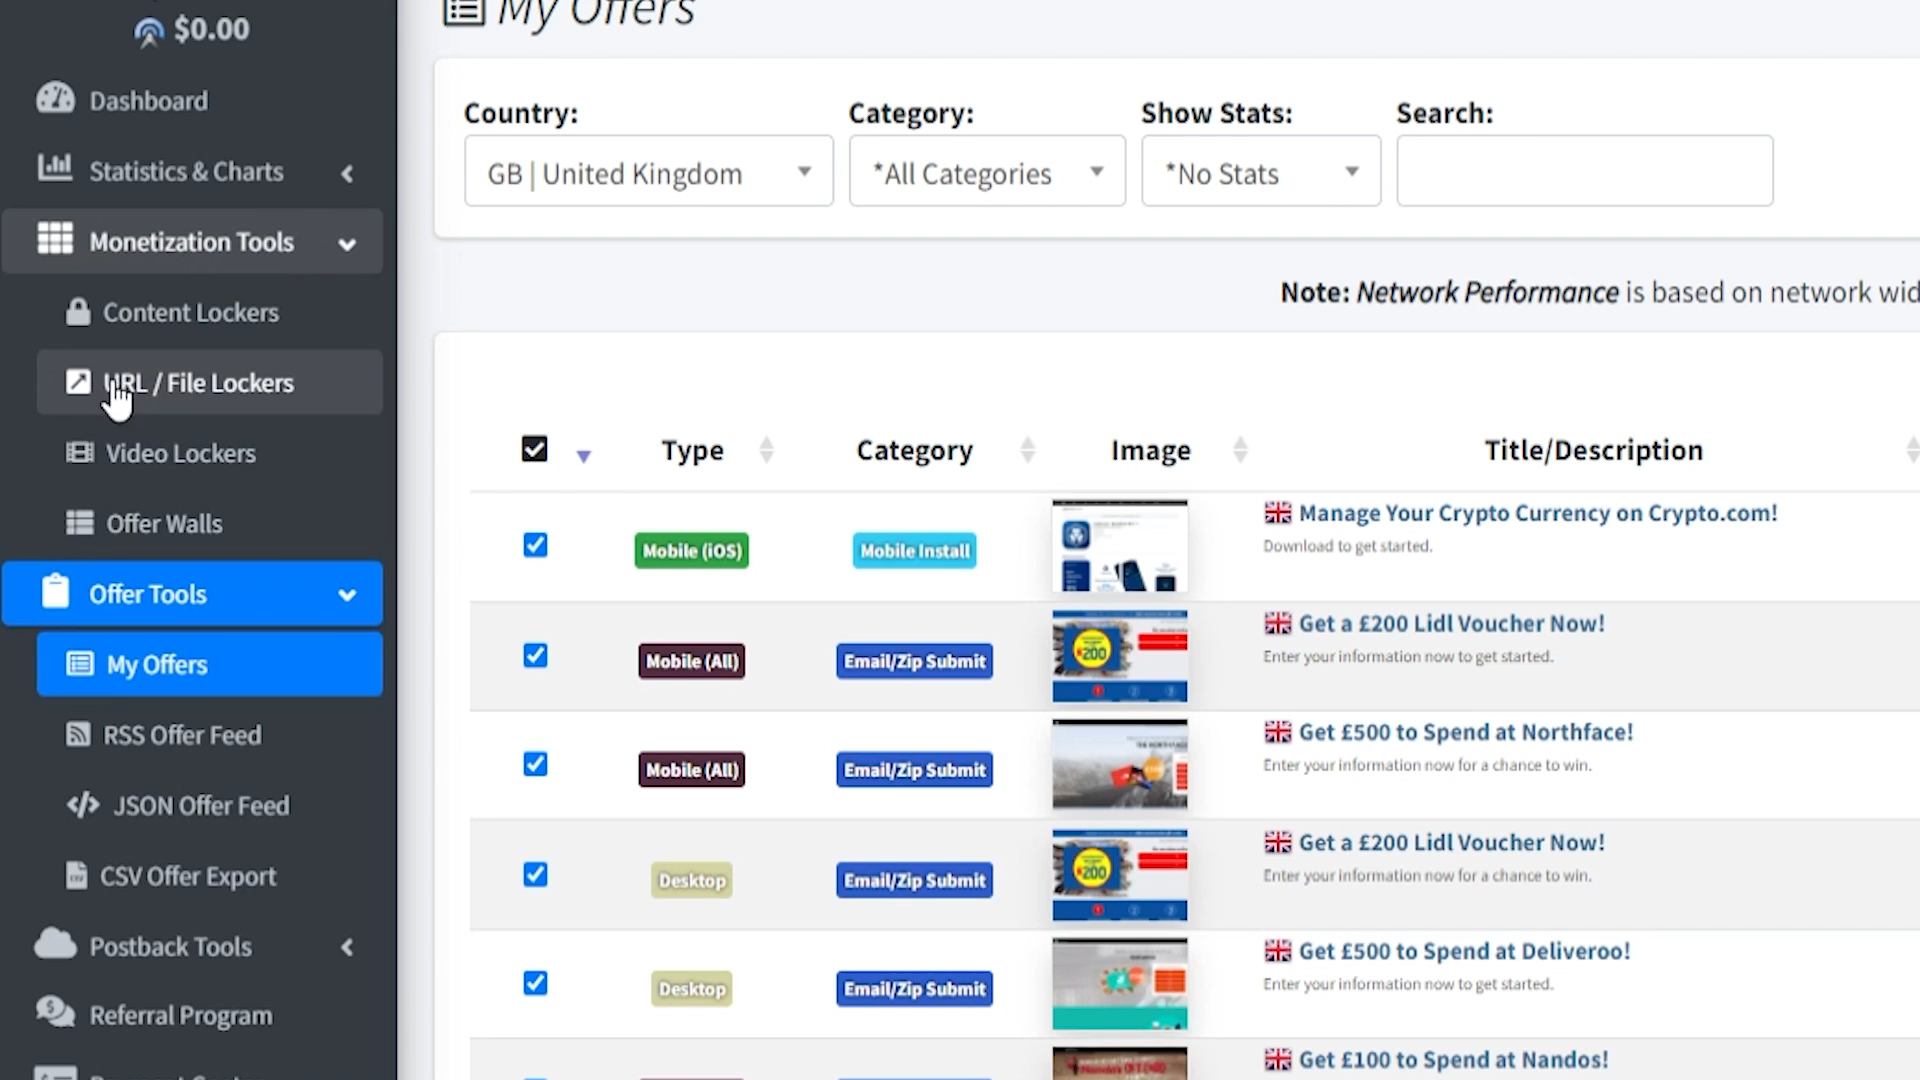 $0.00
My Offers
Dashboard
Statistics & Charts
Monetization Tools
Content Lockers
URL / File Lockers
Video Lockers
Offer Walls
Offer Tools
My Offers
RSS Offer Feed
JSON Offer Feed
CSV Offer Export
Postback Tools
Referral Program
Country: Category: Show Stats: Search:
GB | United Kingdom *All Categories *No Stats
Note: Network Performance is based on network wid
Type Category Image Title/Description
Mobile (iOS) Mobile Install Manage Your Crypto Currency on Crypto.com!
Download to get started.
Mobile (All) Email/Zip Submit Get a £200 Lidl Voucher Now!
Enter your information now to get started.
Mobile (All) Email/Zip Submit Get £500 to Spend at Northface!
Enter your information now for a chance to win.
Desktop Email/Zip Submit Get a £200 Lidl Voucher Now!
Enter your information now for a chance to win.
Desktop Email/Zip Submit Get £500 to Spend at Deliveroo!
Enter your information now to get started.
Get £100 to Spend at Nandos!